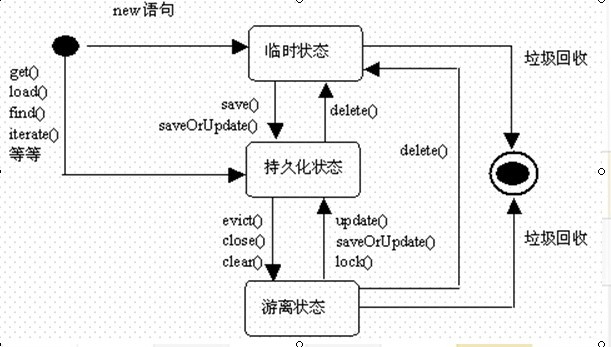 new语句
临时状态
垃圾回收
get()
load()
find()
iterate()
等等
save()
saveOrUpdate()
delete()
delete()
持久化状态
evict()
close()
clear()
update()
saveOrUpdate()
lock()
垃圾回收
游离状态